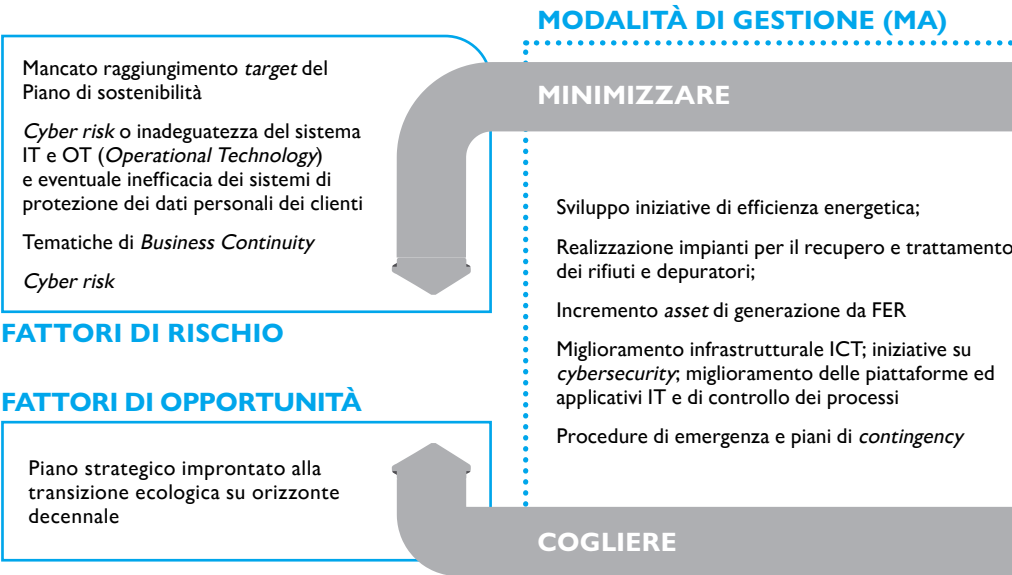 Mancato raggiungimento target del
Piano di sostenibilità
Cyber risk o inadeguatezza del sistema
IT e OT (Operational Technology)
e eventuale inefficacia dei sistemi di
protezione dei dati personali dei clienti
Tematiche di Business Continuity
Cyber risk
FATTORI DI RISCHIO
FATTORI DI OPPORTUNITÀ
Piano strategico improntato alla
transizione ecologica su orizzonte
decennale
MODALITÀ DI GESTIONE (MA)
MINIMIZZARE
Sviluppo iniziative di efficienza energetica;
Realizzazione impianti per il recupero e trattamento
dei rifiuti e depuratori;
Incremento asset di generazione da FER
Miglioramento infrastrutturale ICT; iniziative su
cybersecurity; miglioramento delle piattaforme ed
applicativi IT e di controllo dei processi
Procedure di emergenza e piani di contingency
COGLIERE